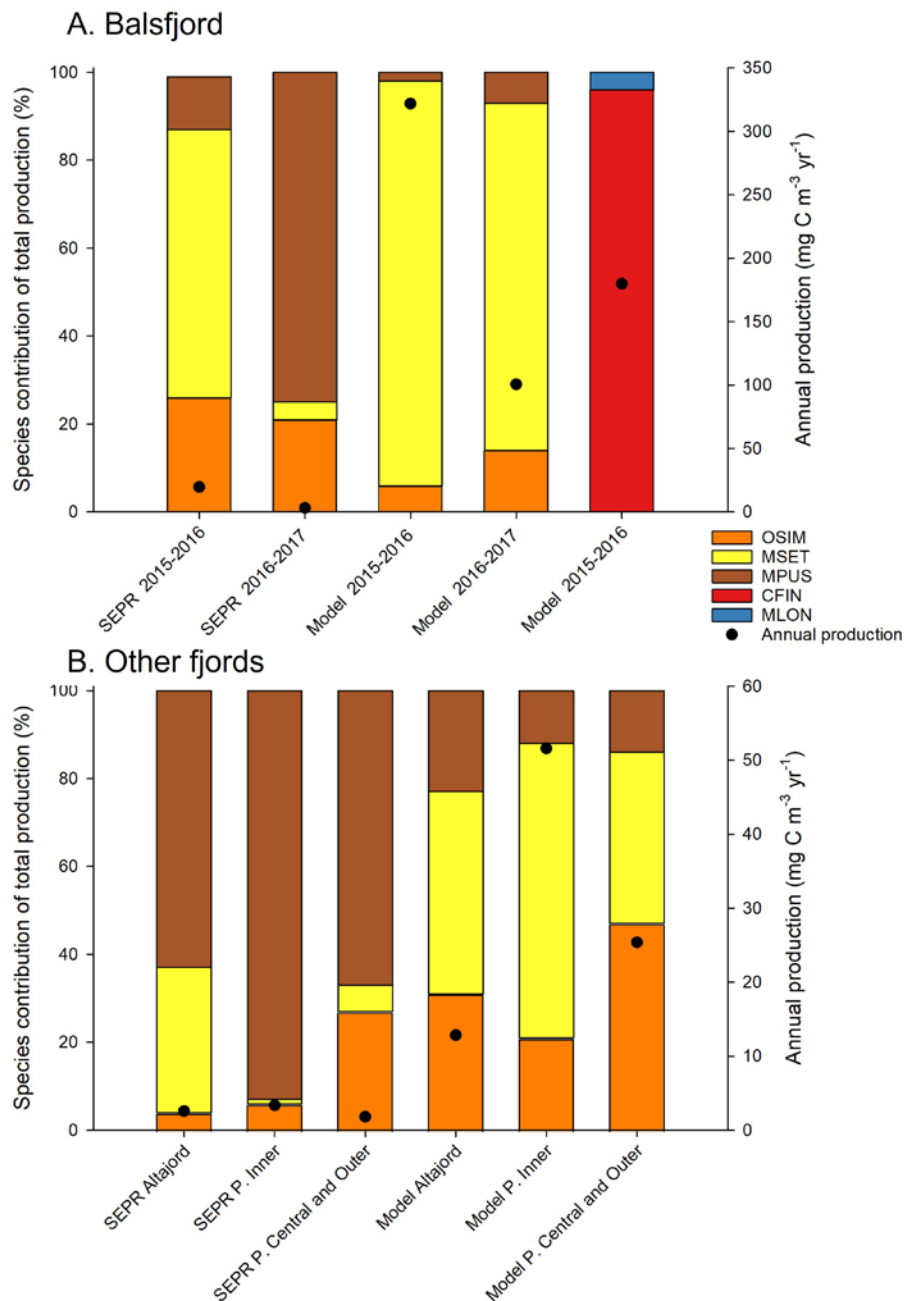 A. Balsfjord
Species contribution of total production (%)
100
80
60
40
20
0
350
300
250
200
150
100
50
0
Annual production (mg C m⁻³ yr⁻¹)
SEPR 2015-2016
SEPR 2016-2017
Model 2015-2016
Model 2016-2017
Model 2015-2016
OSIM
MSET
MPUS
CFIN
MLON
Annual production
B. Other fjords
Species contribution of total production (%)
100
80
60
40
20
0
60
50
40
30
20
10
0
Annual production (mg C m⁻³ yr⁻¹)
SEPR Altajord
SEPR P. Inner
SEPR P. Central and Outer
Model Altajord
Model P. Inner
Model P. Central and Outer